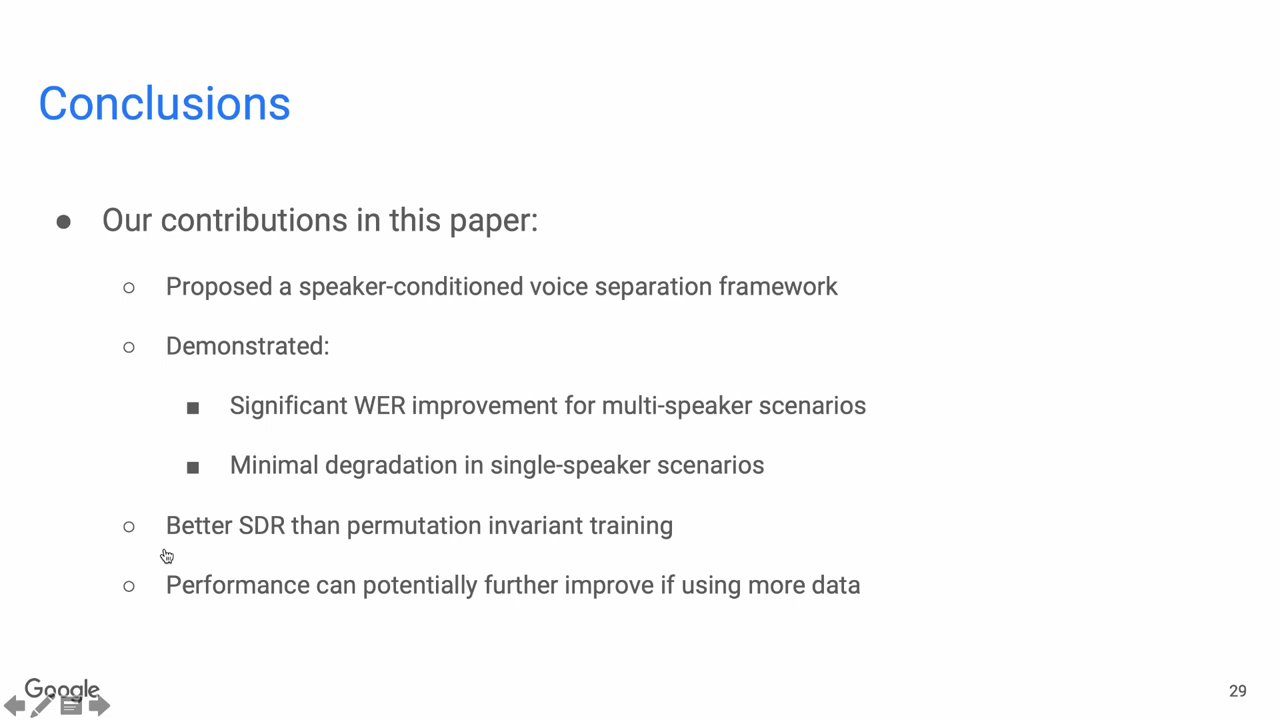 Conclusions
● Our contributions in this paper:
○ Proposed a speaker-conditioned voice separation framework
○ Demonstrated:
■ Significant WER improvement for multi-speaker scenarios
■ Minimal degradation in single-speaker scenarios
○ Better SDR than permutation invariant training
○ Performance can potentially further improve if using more data
Google
29